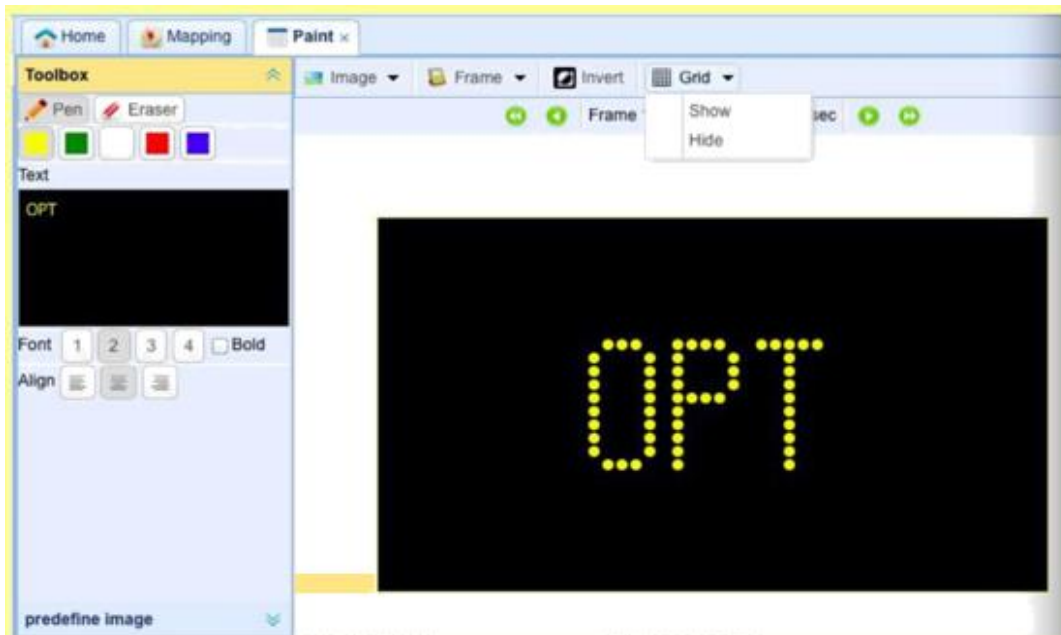 Home Mapping Paint ×
Toolbox
Image Frame Invert Grid
Pen Eraser
Frame sec
Show
Hide
Text
OPT
OPT
Font 1 2 3 4 Bold
Align
predefine image